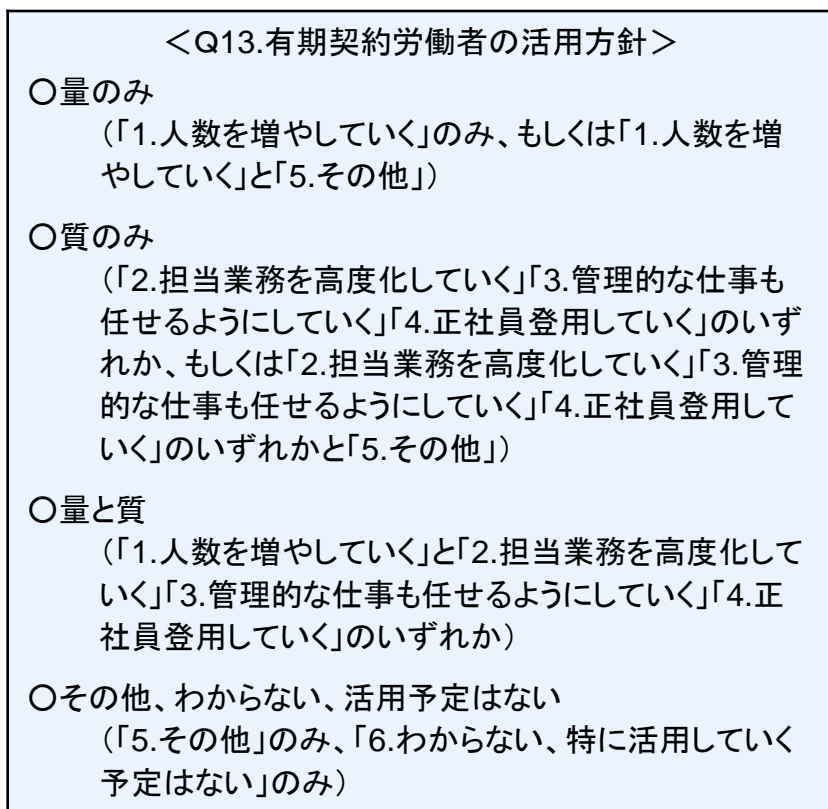 ＜Q13.有期契約労働者の活用方針＞
○量のみ
（「1.人数を増やしていく」のみ、もしくは「1.人数を増
やしていく」と「5.その他」）
○質のみ
（「2.担当業務を高度化していく」「3.管理的な仕事も
任せるようにしていく」「4.正社員登用していく」のいず
れか、もしくは「2.担当業務を高度化していく」「3.管理
的な仕事も任せるようにしていく」「4.正社員登用して
いく」のいずれかと「5.その他」）
○量と質
（「1.人数を増やしていく」と「2.担当業務を高度化して
いく」「3.管理的な仕事も任せるようにしていく」「4.正
社員登用していく」のいずれか）
○その他、わからない、活用予定はない
（「5.その他」のみ、「6.わからない、特に活用していく
予定はない」のみ）